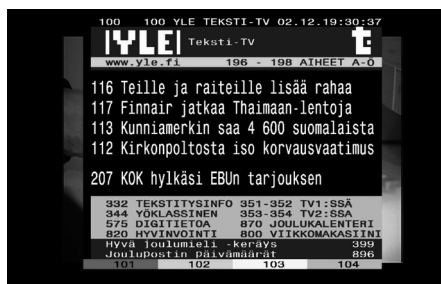 100 100 YLE TEKSTI-TV 02.12.19:30:37
YLE Teksti-TV t:
www.yle.fi 196 - 198 AIHEET A-Ö
116 Teille ja raiteille lisää rahaa
117 Finnair jatkaa Thaimaan-lentoja
113 Kunniamerkin saa 4 600 suomalaista
112 Kirkonpoltosta iso korvausvaatimus
207 KOK hylkäsi EBUn tarjouksen
332 TEKSTITYSINFO 351-352 TV1:SSÄ
344 YÖKLASSINEN 353-354 TV2:SSA
575 DIGITIETOA 870 JOULUKALENTERI
820 HYVINVOINTI 800 VIIKKOMAKASIINI
Hyvä joulumieli -keräys 399
Joulupostin päivämäärät 896
101 102 103 104